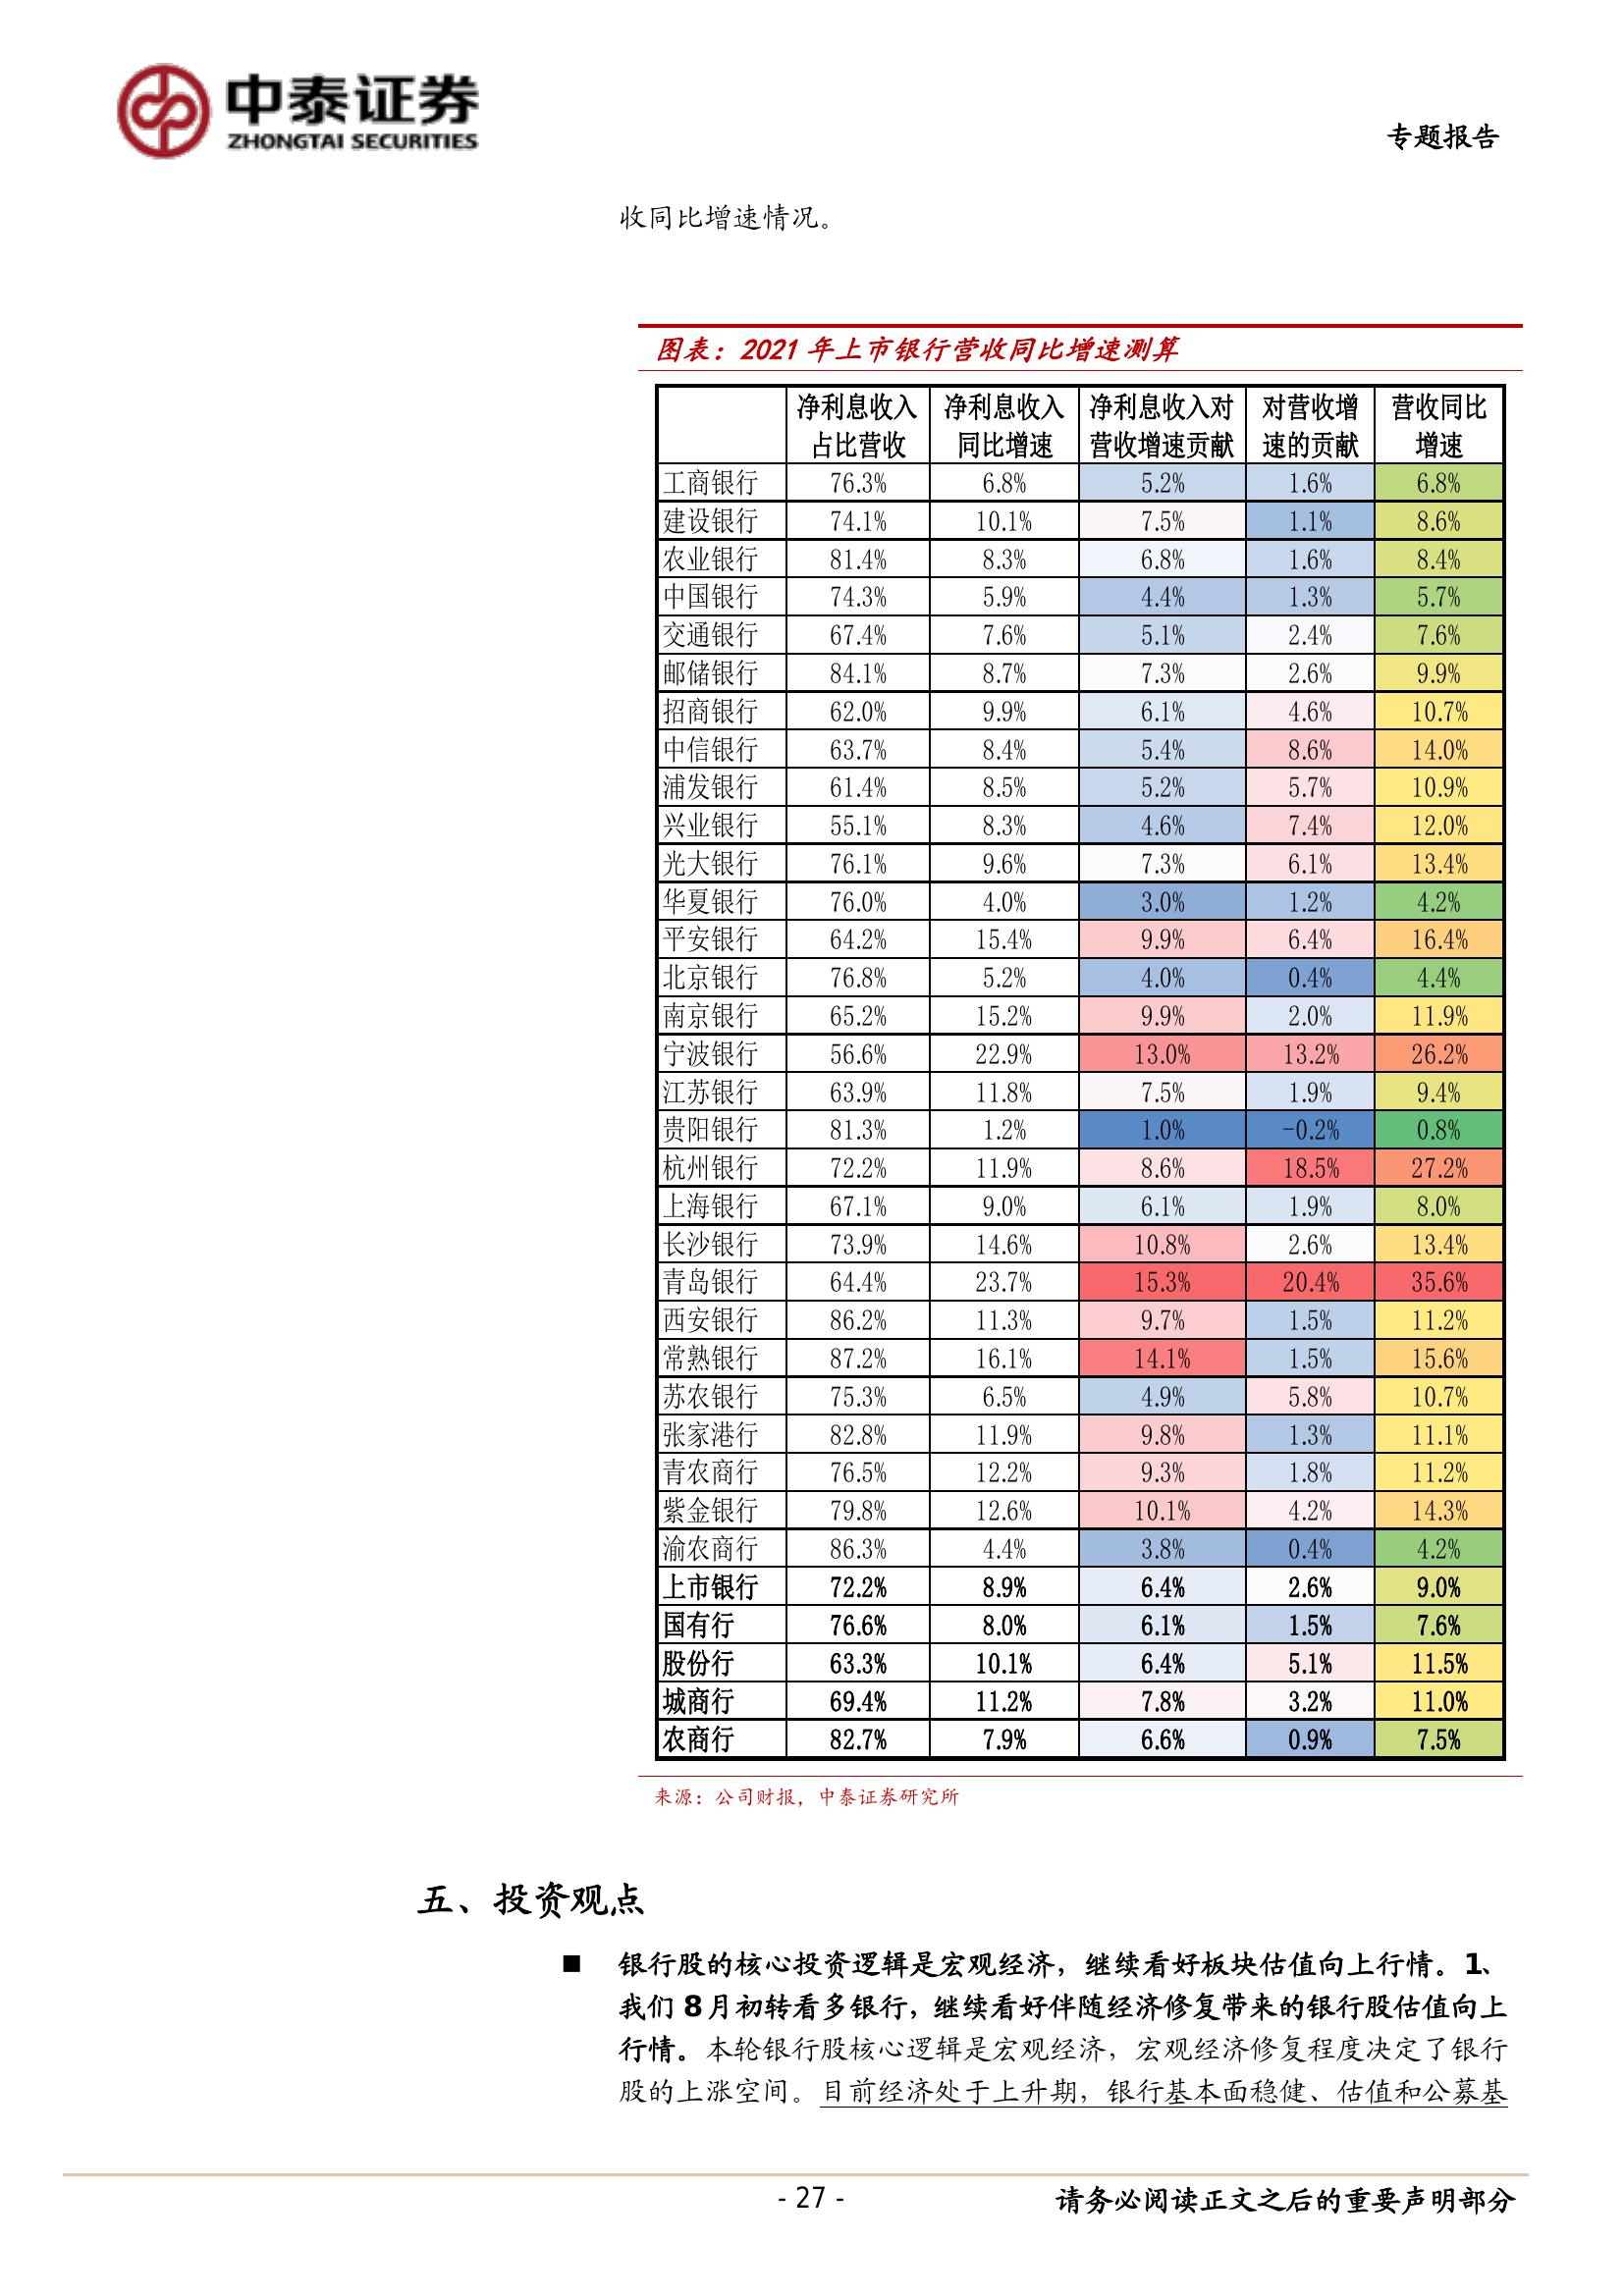 中泰证券
ZHONGTAI SECURITIES
专题报告
收同比增速情况。
图表：2021 年上市银行营收同比增速测算
净利息收入占比营收 净利息收入同比增速 净利息收入对营收增速贡献 对营收增速的贡献 营收同比增速
工商银行 76.3% 6.8% 5.2% 1.6% 6.8%
建设银行 74.1% 10.1% 7.5% 1.1% 8.6%
农业银行 81.4% 8.3% 6.8% 1.6% 8.4%
中国银行 74.3% 5.9% 4.4% 1.3% 5.7%
交通银行 67.4% 7.6% 5.1% 2.4% 7.6%
邮储银行 84.1% 8.7% 7.3% 2.6% 9.9%
招商银行 62.0% 9.9% 6.1% 4.6% 10.7%
中信银行 63.7% 8.4% 5.4% 8.6% 14.0%
浦发银行 61.4% 8.5% 5.2% 5.7% 10.9%
兴业银行 55.1% 8.3% 4.6% 7.4% 12.0%
光大银行 76.1% 9.6% 7.3% 6.1% 13.4%
华夏银行 76.0% 4.0% 3.0% 1.2% 4.2%
平安银行 64.2% 15.4% 9.9% 6.4% 16.4%
北京银行 76.8% 5.2% 4.0% 0.4% 4.4%
南京银行 65.2% 15.2% 9.9% 2.0% 11.9%
宁波银行 56.6% 22.9% 13.0% 13.2% 26.2%
江苏银行 63.9% 11.8% 7.5% 1.9% 9.4%
贵阳银行 81.3% 1.2% 1.0% -0.2% 0.8%
杭州银行 72.2% 11.9% 8.6% 18.5% 27.2%
上海银行 67.1% 9.0% 6.1% 1.9% 8.0%
长沙银行 73.9% 14.6% 10.8% 2.6% 13.4%
青岛银行 64.4% 23.7% 15.3% 20.4% 35.6%
西安银行 86.2% 11.3% 9.7% 1.5% 11.2%
常熟银行 87.2% 16.1% 14.1% 1.5% 15.6%
苏农银行 75.3% 6.5% 4.9% 5.8% 10.7%
张家港行 82.8% 11.9% 9.8% 1.3% 11.1%
青农商行 76.5% 12.2% 9.3% 1.8% 11.2%
紫金银行 79.8% 12.6% 10.1% 4.2% 14.3%
渝农商行 86.3% 4.4% 3.8% 0.4% 4.2%
上市银行 72.2% 8.9% 6.4% 2.6% 9.0%
国有行 76.6% 8.0% 6.1% 1.5% 7.6%
股份行 63.3% 10.1% 6.4% 5.1% 11.5%
城商行 69.4% 11.2% 7.8% 3.2% 11.0%
农商行 82.7% 7.9% 6.6% 0.9% 7.5%
来源：公司财报，中泰证券研究所
五、投资观点
■ 银行股的核心投资逻辑是宏观经济，继续看好板块估值向上行情。1、
我们 8 月初转看多银行，继续看好伴随经济修复带来的银行股估值向上
行情。本轮银行股核心逻辑是宏观经济，宏观经济修复程度决定了银行
股的上涨空间。目前经济处于上升期，银行基本面稳健、估值和公募基
- 27 -
请务必阅读正文之后的重要声明部分